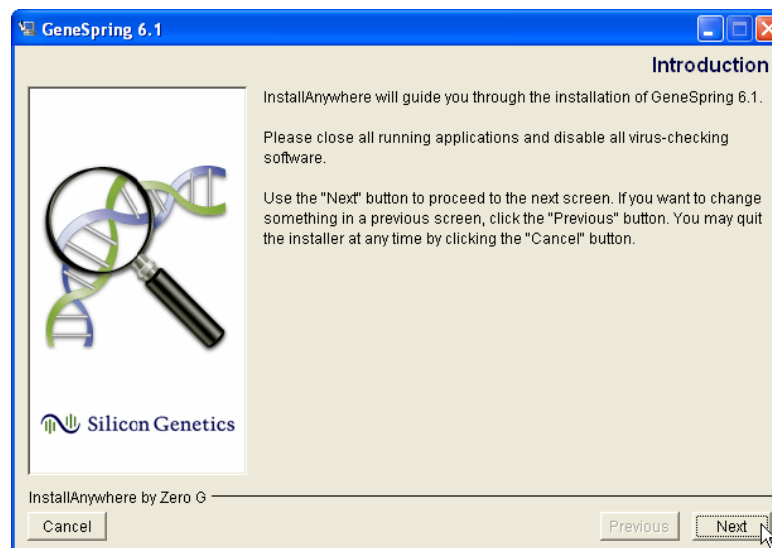 GeneSpring 6.1
Introduction
InstallAnywhere will guide you through the installation of GeneSpring 6.1.
Please close all running applications and disable all virus-checking
software.
Use the "Next" button to proceed to the next screen. If you want to change
something in a previous screen, click the "Previous" button. You may quit
the installer at any time by clicking the "Cancel" button.
Silicon Genetics
InstallAnywhere by Zero G
Cancel
Previous
Next